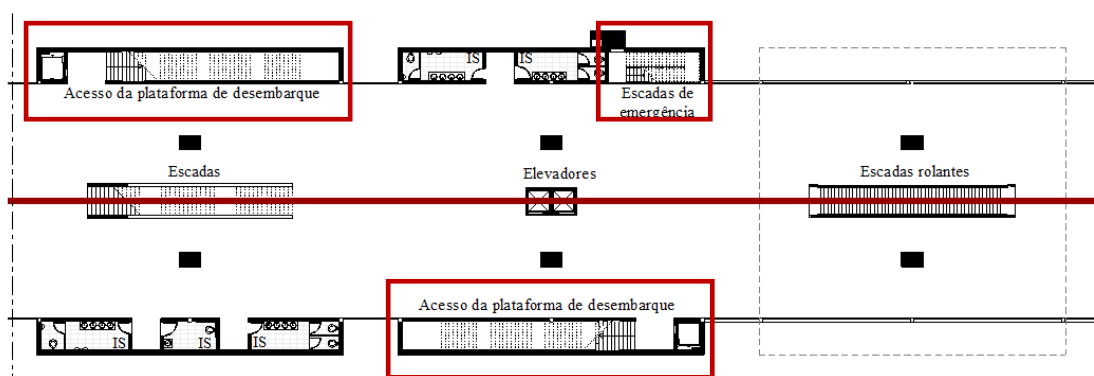 IS
IS
Acesso da plataforma de desembarque
Escadas de
emergência
Escadas
Elevadores
Escadas rolantes
Acesso da plataforma de desembarque
IS
IS